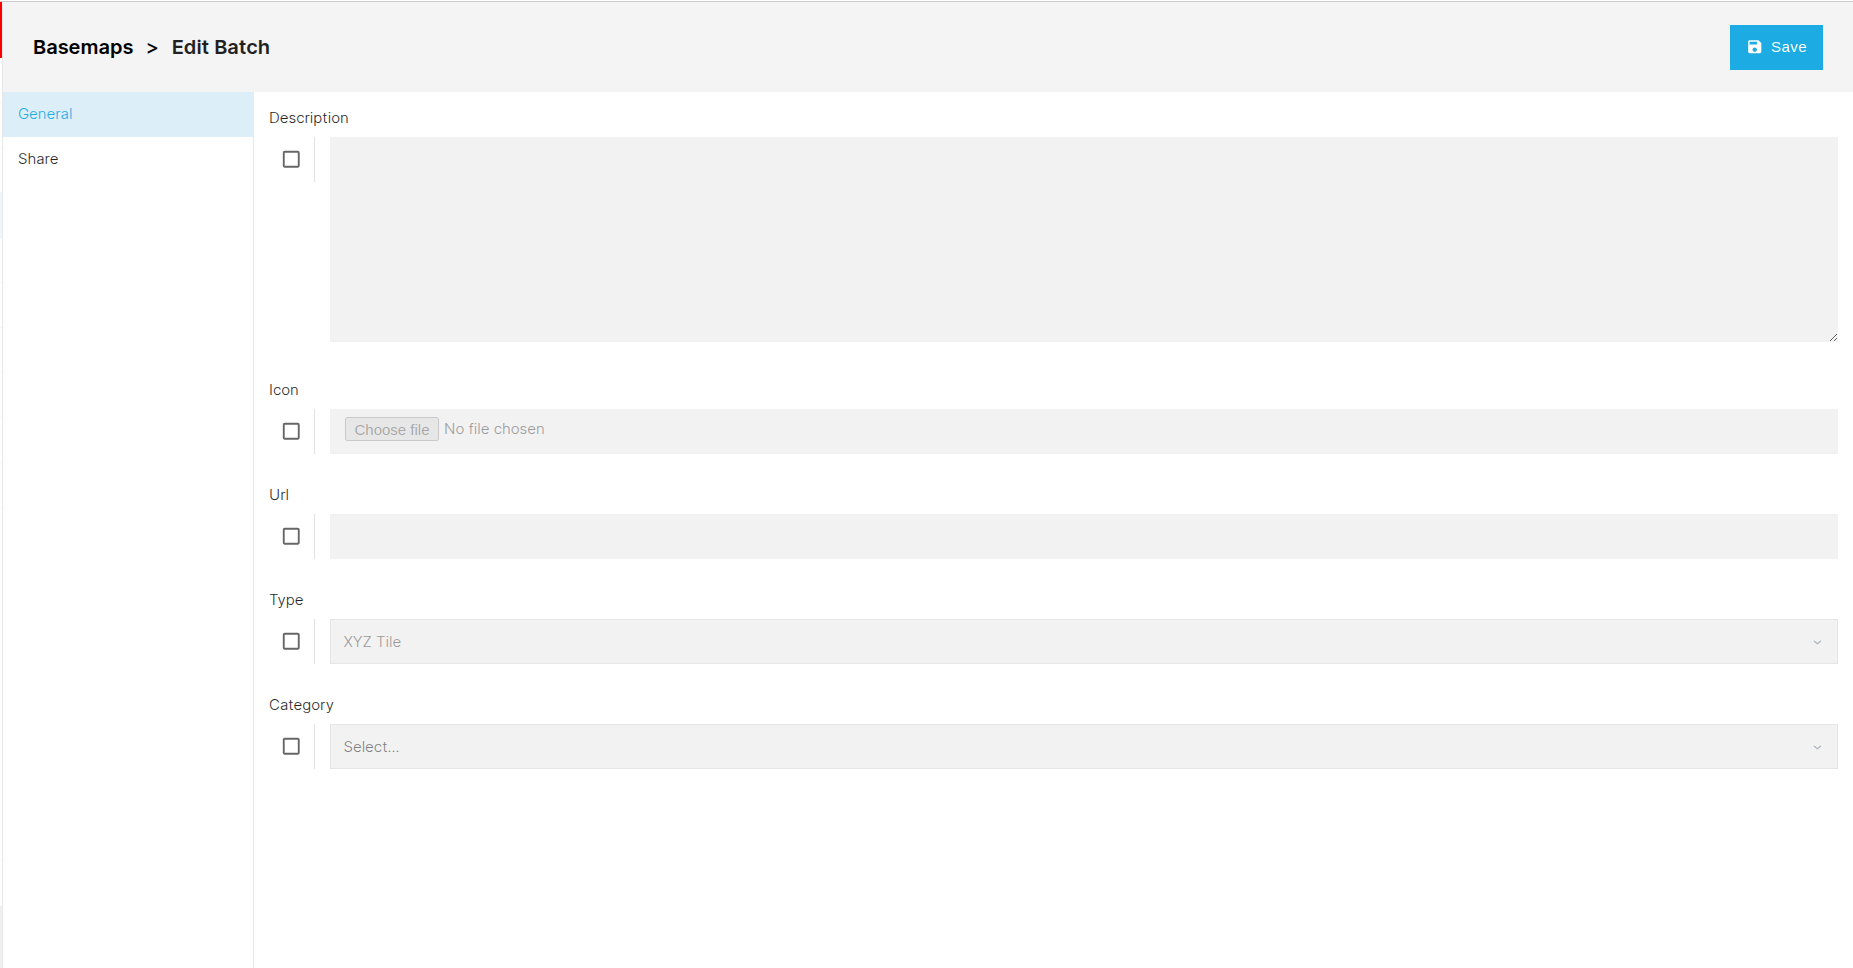 Basemaps > Edit Batch
Save
General
Share
Description
Icon
Choose file No file chosen
Url
Type
XYZ Tile
Category
Select...